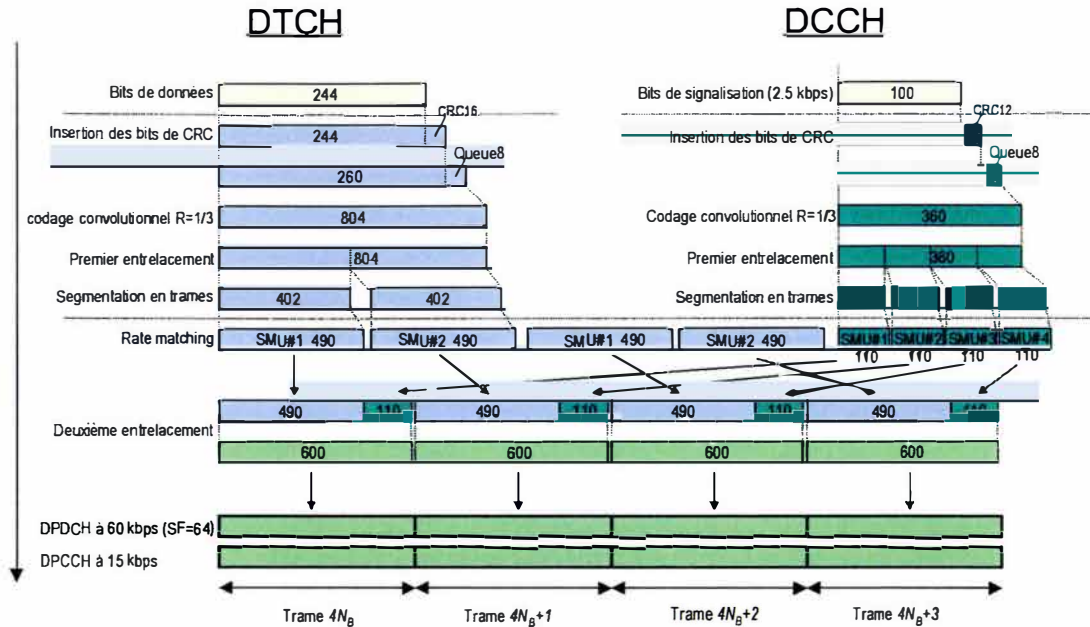 DTCH
DCCH
Bits de données
244
Bits de signalisation (2.5 kbps)
100
CRC16
CRC12
Insertion des bits de CRC
244
Insertion des bits de CRC
Queue8
Queue8
260
codage convolutionnel R=1/3
804
Codage convolutionnel R=1/3
360
Premier entrelacement
804
Premier entrelacement
360
Segmentation en trames
402
402
Segmentation en trames
Rate matching
SMU#1 490
SMU#2 490
SMU#1 490
SMU#2 490
SMU#1
SMU#2
SMU#3
SMU#4
110
110
110
110
490
110
490
110
490
110
490
110
Deuxième entrelacement
600
600
600
600
DPDCH à 60 kbps (SF=64)
DPCCH à 15 kbps
Trame 4N_B
Trame 4N_B+1
Trame 4N_B+2
Trame 4N_B+3